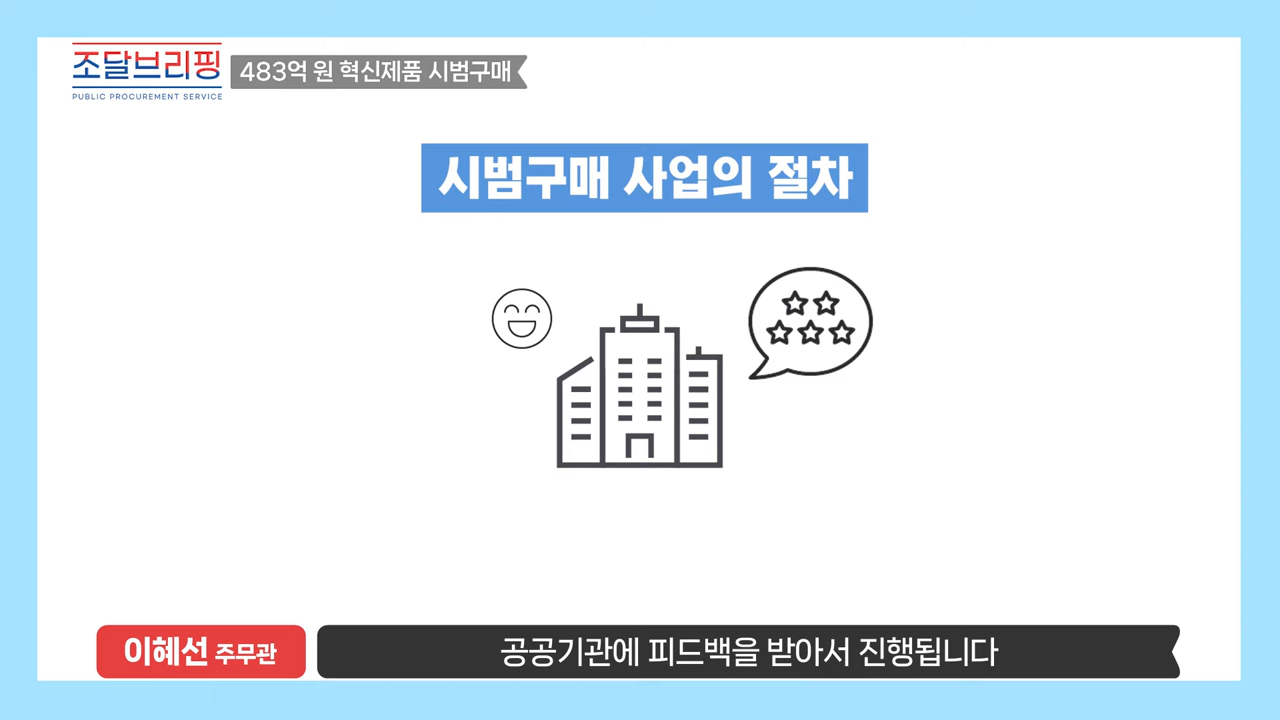 조달브리핑
PUBLIC PROCUREMENT SERVICE
483억 원 혁신제품 시범구매
시범구매 사업의 절차
이혜선 주무관
공공기관에 피드백을 받아서 진행됩니다